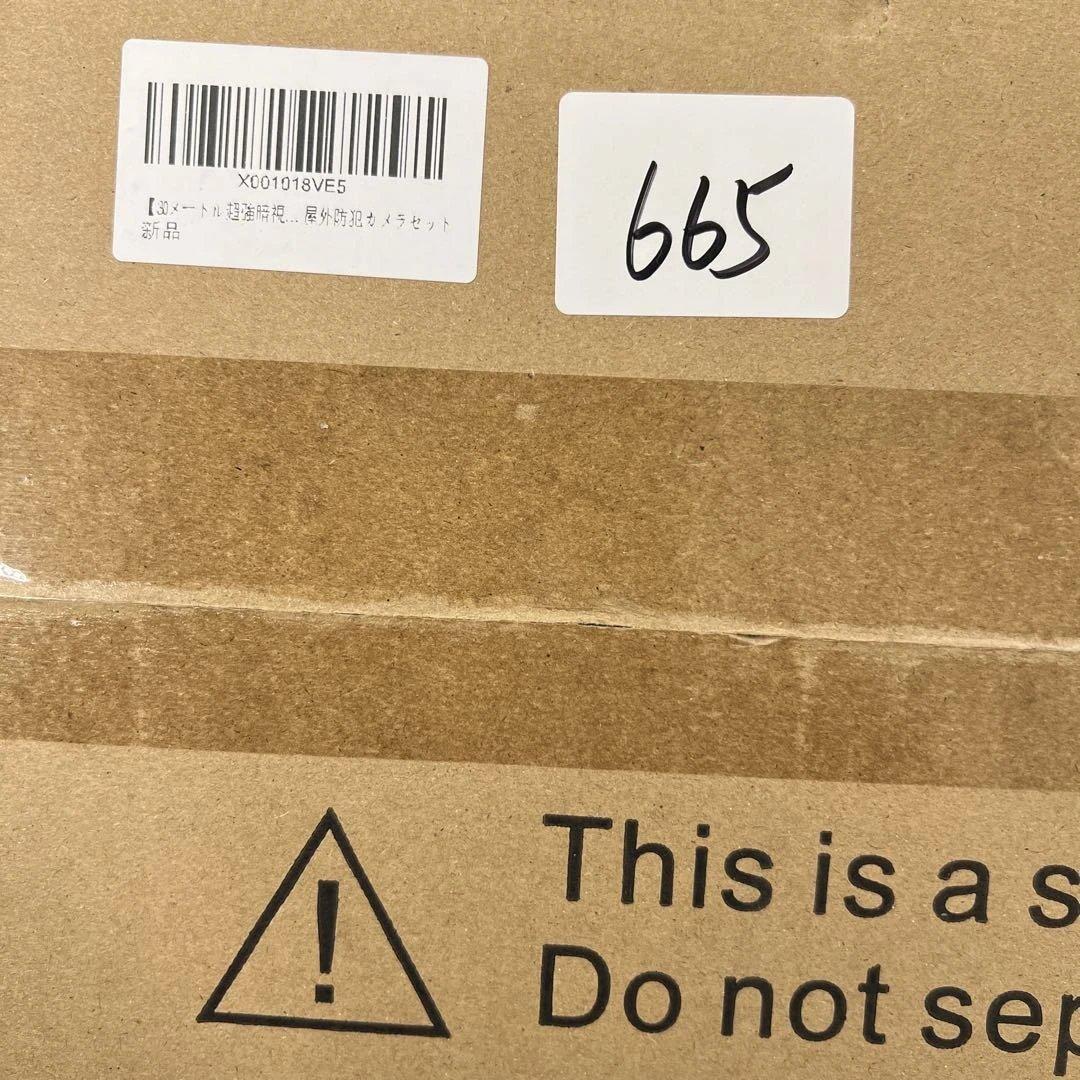 X001018VE5
【30メートル 超強暗視... 屋外防犯カメラセット
新品
665
This is a s
Do not sep